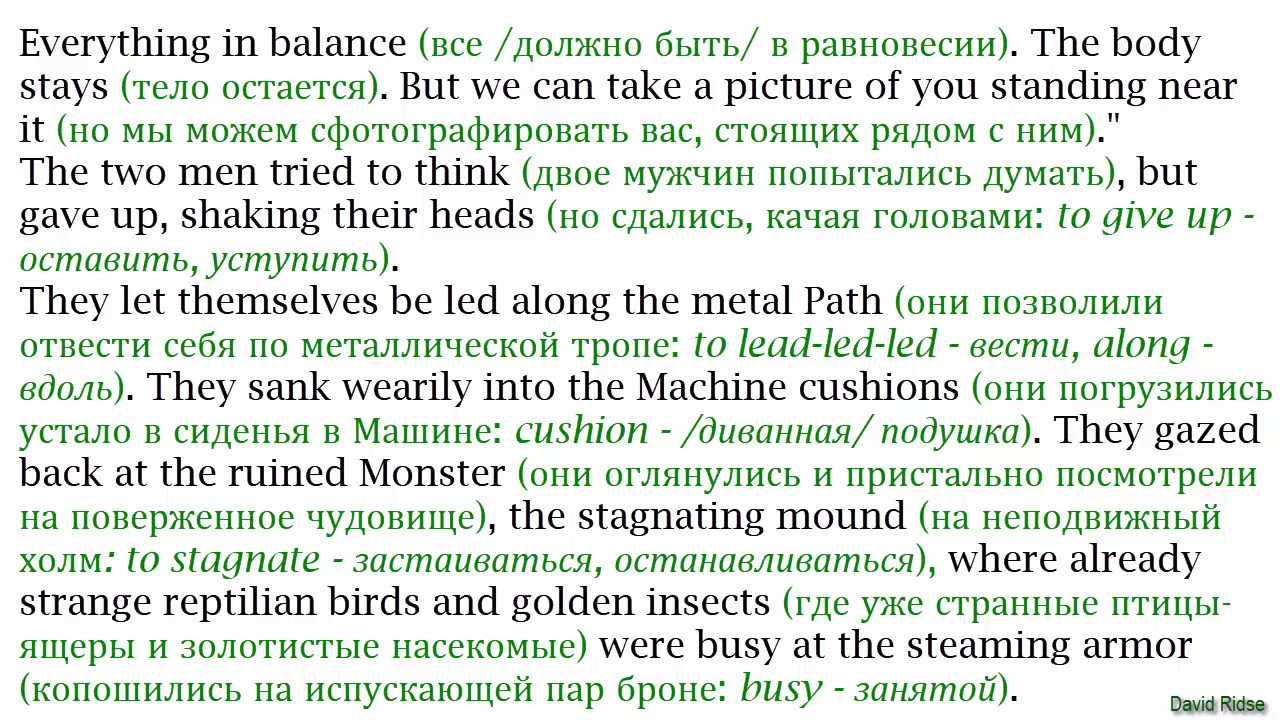 Everything in balance (все /должно быть/ в равновесии). The body
stays (тело остается). But we can take a picture of you standing near
it (но мы можем сфотографировать вас, стоящих рядом с ним)."
The two men tried to think (двое мужчин попытались думать), but
gave up, shaking their heads (но сдались, качая головами: to give up -
оставить, уступить).
They let themselves be led along the metal Path (они позволили
отвести себя по металлической тропе: to lead-led-led - вести, along -
вдоль). They sank wearily into the Machine cushions (они погрузились
устало в сиденья в Машине: cushion - /диванная/ подушка). They gazed
back at the ruined Monster (они оглянулись и пристально посмотрели
на поверженное чудовище), the stagnating mound (на неподвижный
холм: to stagnate - застаиваться, останавливаться), where already
strange reptilian birds and golden insects (где уже странные птицы-
ящеры и золотистые насекомые) were busy at the steaming armor
(копошились на испускающей пар броне: busy - занятой).
David Ridse